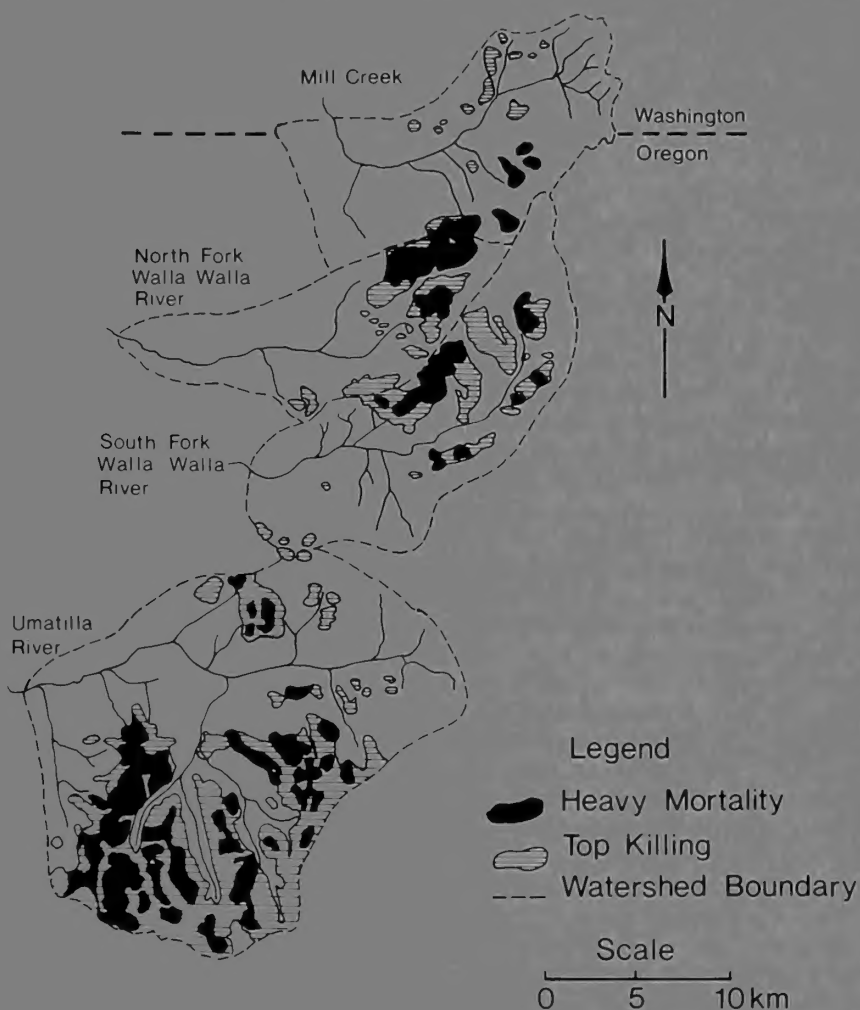 Mill Creek
Washington
Oregon
North Fork
Walla Walla
River
N
South Fork
Walla Walla
River
Umatilla
River
Legend
Heavy Mortality
Top Killing
Watershed Boundary
Scale
0 5 10 km